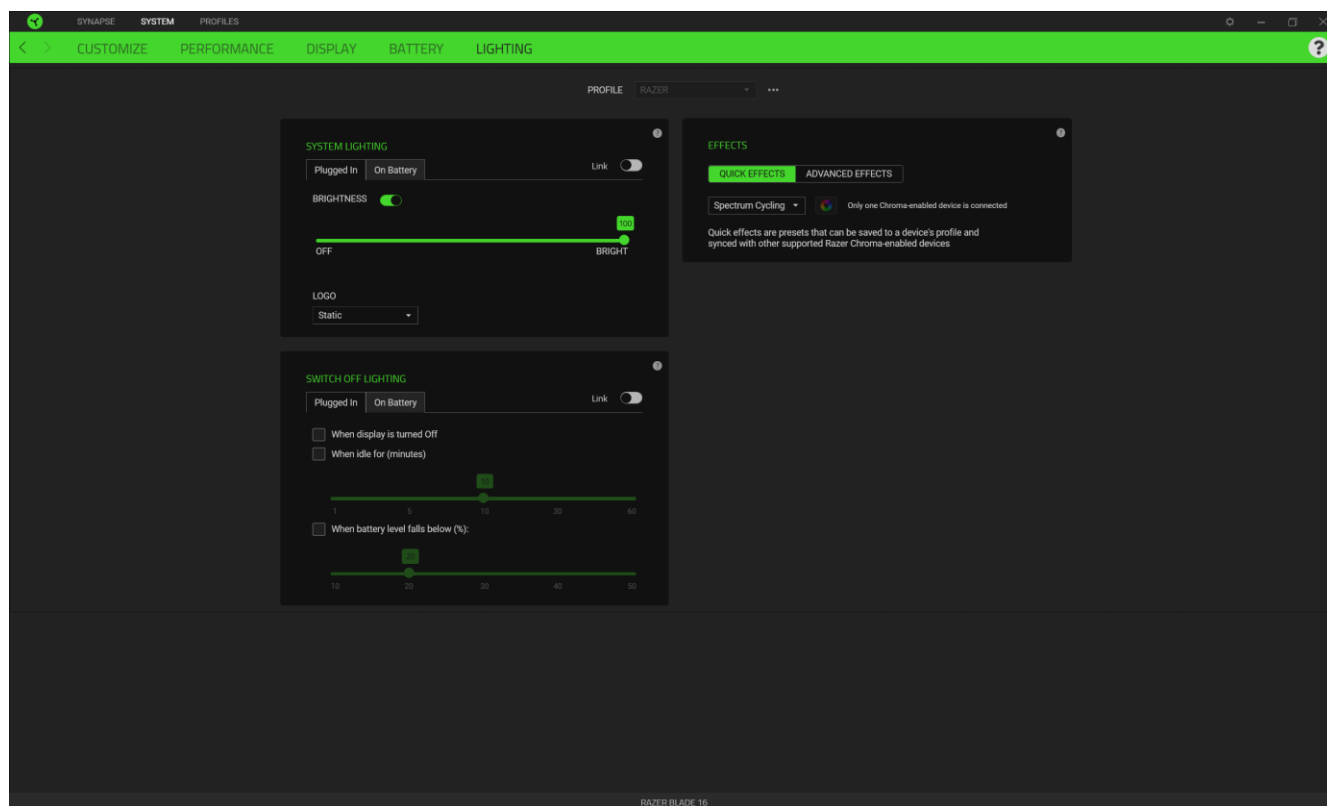 SYNAPSE SYSTEM PROFILES
CUSTOMIZE PERFORMANCE DISPLAY BATTERY LIGHTING
?
PROFILE RAZER
SYSTEM LIGHTING
Plugged In On Battery Link
BRIGHTNESS
100
OFF BRIGHT
LOGO
Static
EFFECTS
QUICK EFFECTS ADVANCED EFFECTS
Spectrum Cycling Only one Chroma-enabled device is connected
Quick effects are presets that can be saved to a device's profile and
synced with other supported Razer Chroma-enabled devices
SWITCH OFF LIGHTING
Plugged In On Battery Link
When display is turned Off
When idle for (minutes)
10
1 5 10 30 60
When battery level falls below (%):
20
10 20 30 40 50
RAZER BLADE 16